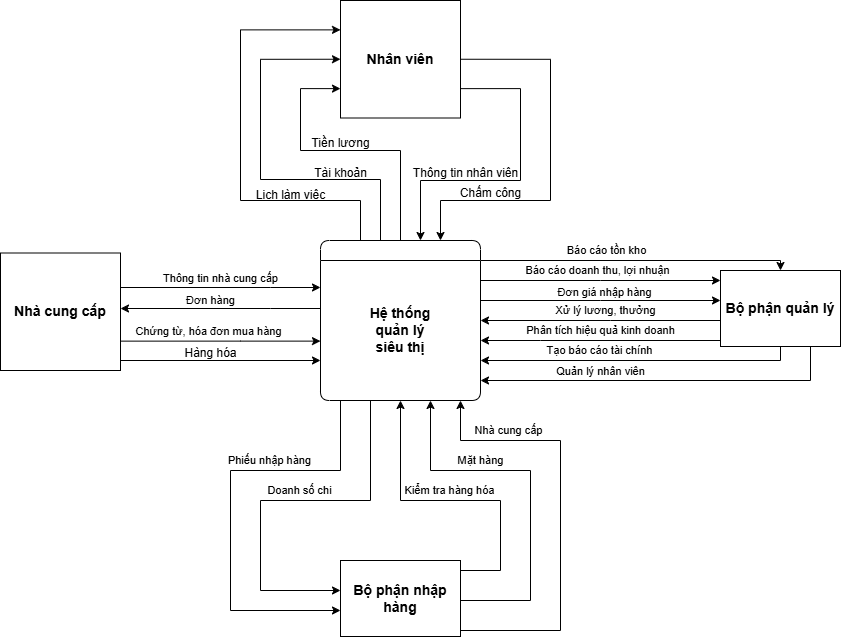 Nhân viên
Tiền lương
Tài khoản
Thông tin nhân viên
Lich làm viêc
Chấm công
Báo cáo tồn kho
Thông tin nhà cung cấp
Báo cáo doanh thu, lợi nhuận
Nhà cung cấp
Đơn hàng
Hệ thống
quản lý
siêu thị
Đơn giá nhập hàng
Bộ phận quản lý
Xử lý lương, thưởng
Chứng từ, hóa đơn mua hàng
Phân tích hiệu quả kinh doanh
Hàng hóa
Tạo báo cáo tài chính
Quản lý nhân viên
Nhà cung cấp
Phiếu nhập hàng
Mặt hàng
Doanh số chi
Kiểm tra hàng hóa
Bộ phận nhập
hàng